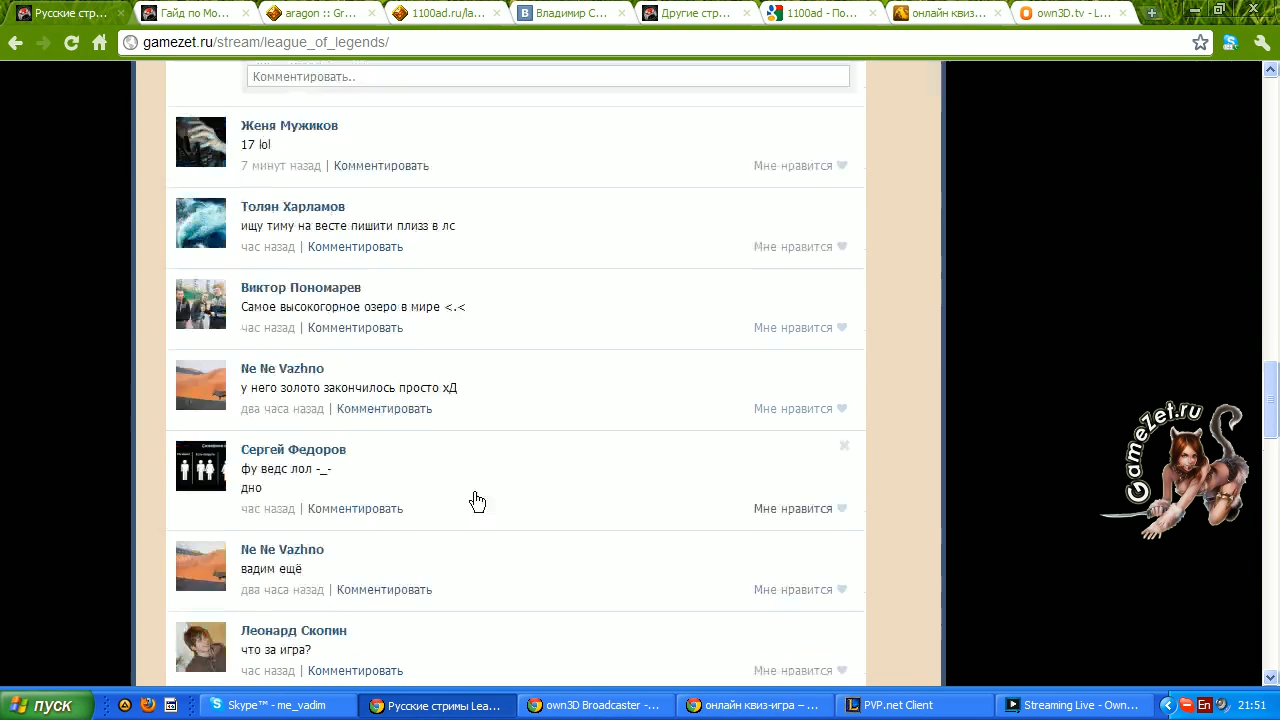 Русские стр...
Гайд по Мо...
aragon :: Gr...
1100ad.ru/la...
Владимир С...
Другие стр...
1100ad - По...
онлайн квиз...
own3D.tv - L...
gamezet.ru/stream/league_of_legends/
Комментировать..
Женя Мужиков
17 lol
7 минут назад | Комментировать
Мне нравится
Толян Харламов
ищу тиму на весте пишити плизз в лс
час назад | Комментировать
Мне нравится
Виктор Пономарев
Самое высокогорное озеро в мире <.<
час назад | Комментировать
Мне нравится
Ne Ne Vazhno
у него золото закончилось просто хД
два часа назад | Комментировать
Мне нравится
Сергей Федоров
фу ведс лол -_-
дно
час назад | Комментировать
Мне нравится
Ne Ne Vazhno
вадим ещё
два часа назад | Комментировать
Мне нравится
Леонард Скопин
что за игра?
час назад | Комментировать
Мне нравится
GameZet.ru
пуск
Skype™ - me_vadim
Русские стримы Lea...
own3D Broadcaster -...
онлайн квиз-игра – ...
PVP.net Client
Streaming Live - Own...
EN
21:51